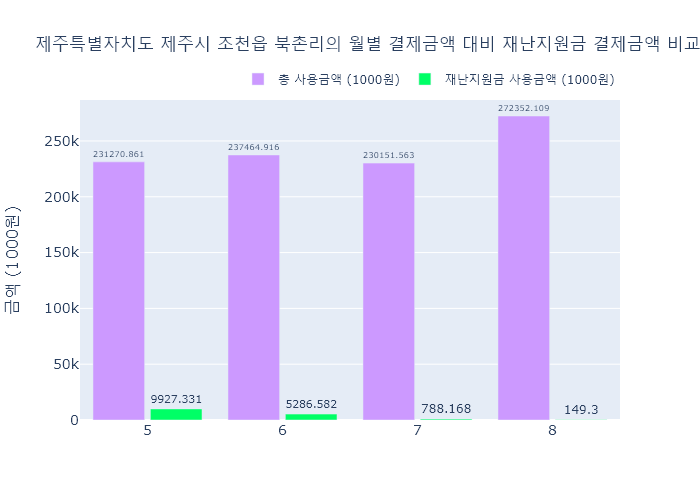 제주특별자치도 제주시 조천읍 북촌리의 월별 결제금액 대비 재난지원금 결제금액 비교
총 사용금액 (1000원) 재난지원금 사용금액 (1000원)
금액 (1000원)
250k
200k
150k
100k
50k
0
231270.861
237464.916
230151.563
272352.109
9927.331
5286.582
788.168
149.3
5 6 7 8